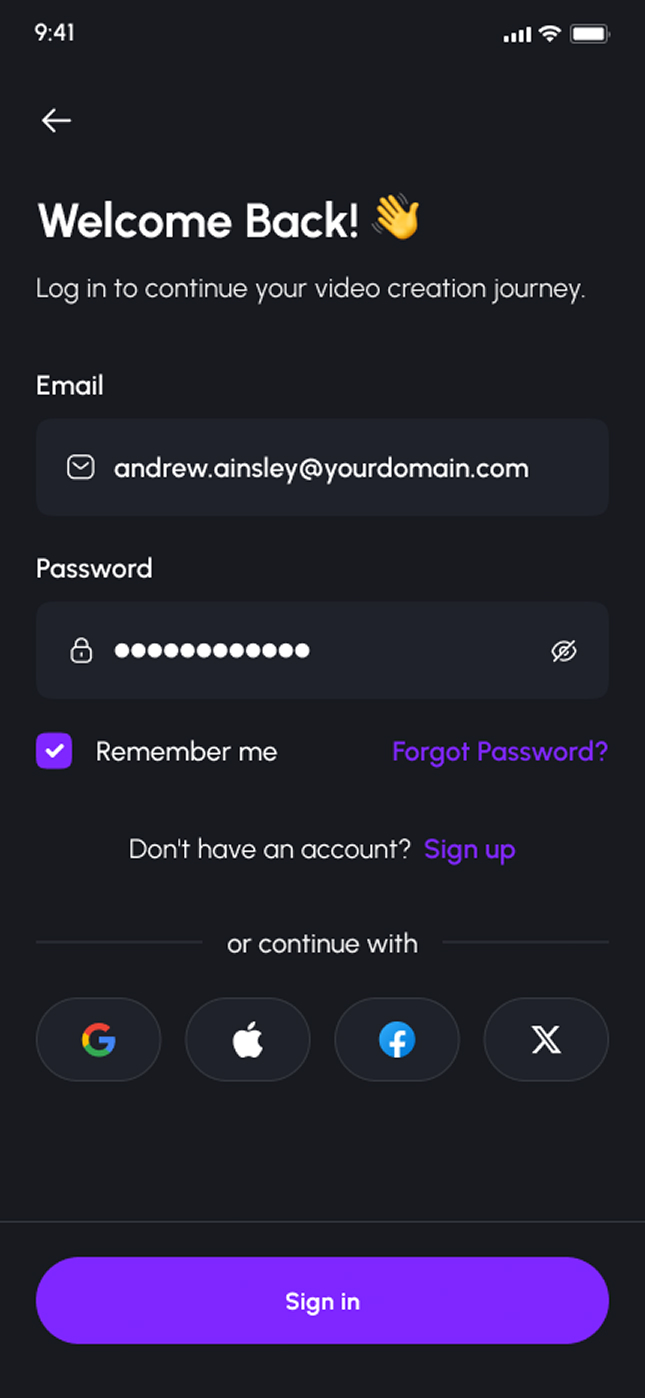 9:41
Welcome Back! 👋
Log in to continue your video creation journey.
Email
andrew.ainsley@yourdomain.com
Password
●●●●●●●●●●●●
Remember me Forgot Password?
Don't have an account? Sign up
or continue with
Sign in